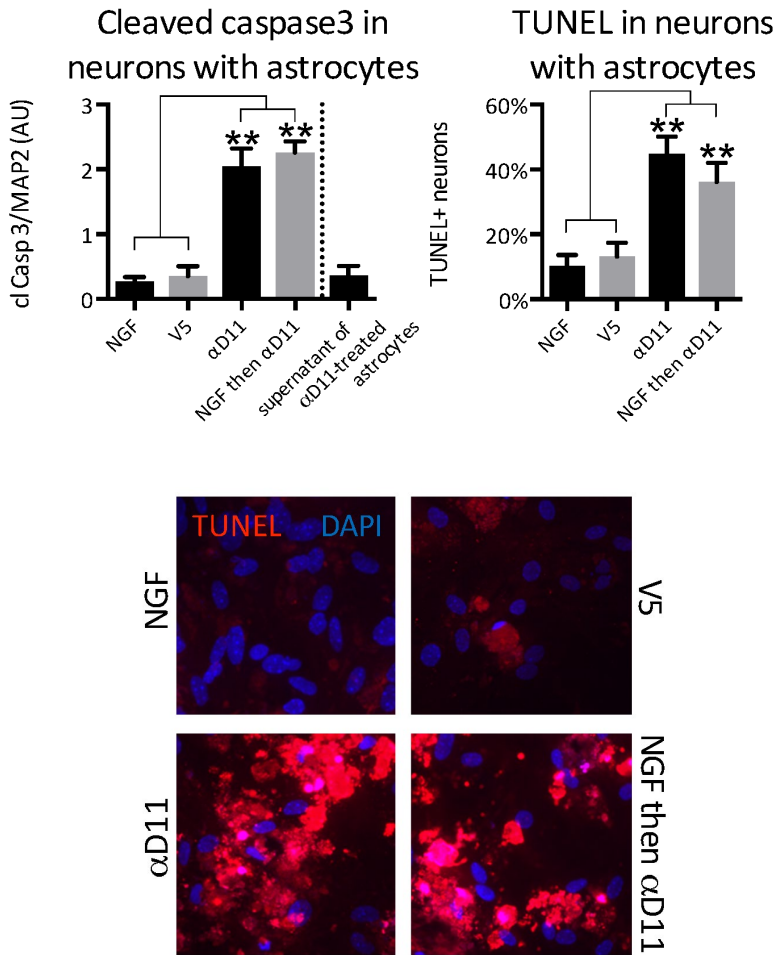 Cleaved caspase3 in
neurons with astrocytes
cl Casp 3/MAP2 (AU)
3
2
1
0
**
**
NGF
V5
αD11
NGF then αD11
supernatant of
αD11-treated
astrocytes
TUNEL in neurons
with astrocytes
TUNEL+ neurons
60%
40%
20%
0%
**
**
NGF
V5
αD11
NGF then αD11
TUNEL DAPI
NGF
V5
αD11
NGF then αD11